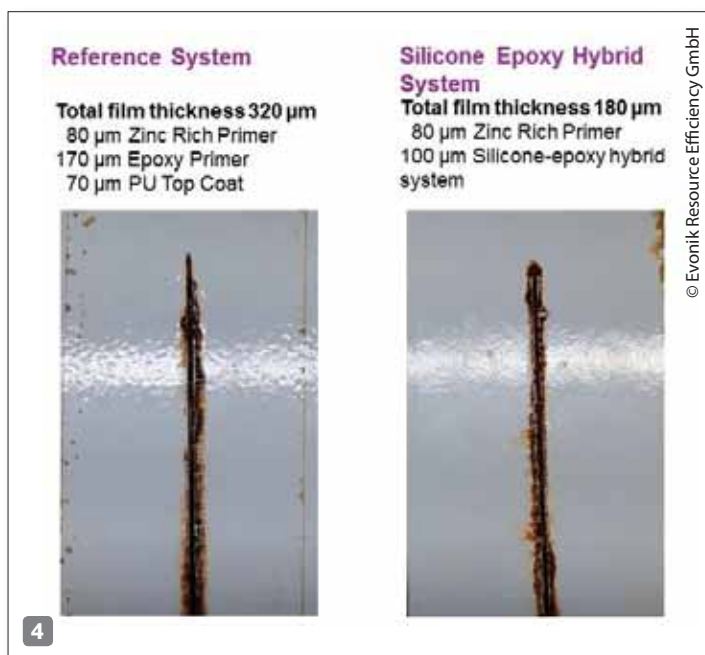 Reference System
Total film thickness 320 µm
80 µm Zinc Rich Primer
170 µm Epoxy Primer
70 µm PU Top Coat
Silicone Epoxy Hybrid
System
Total film thickness 180 µm
80 µm Zinc Rich Primer
100 µm Silicone-epoxy hybrid
system
© Evonik Resource Efficiency GmbH
4